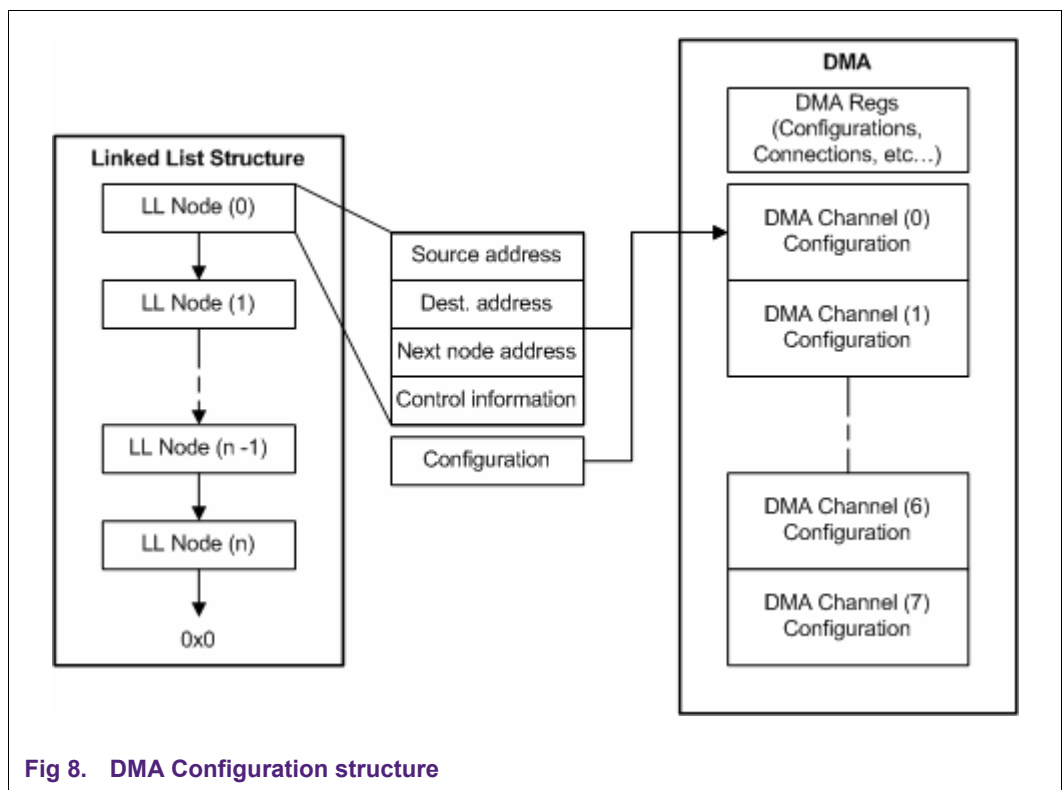 Linked List Structure
LL Node (0)
LL Node (1)
LL Node (n -1)
LL Node (n)
0x0
Source address
Dest. address
Next node address
Control information
Configuration
DMA
DMA Regs
(Configurations,
Connections, etc...)
DMA Channel (0)
Configuration
DMA Channel (1)
Configuration
DMA Channel (6)
Configuration
DMA Channel (7)
Configuration
Fig 8. DMA Configuration structure